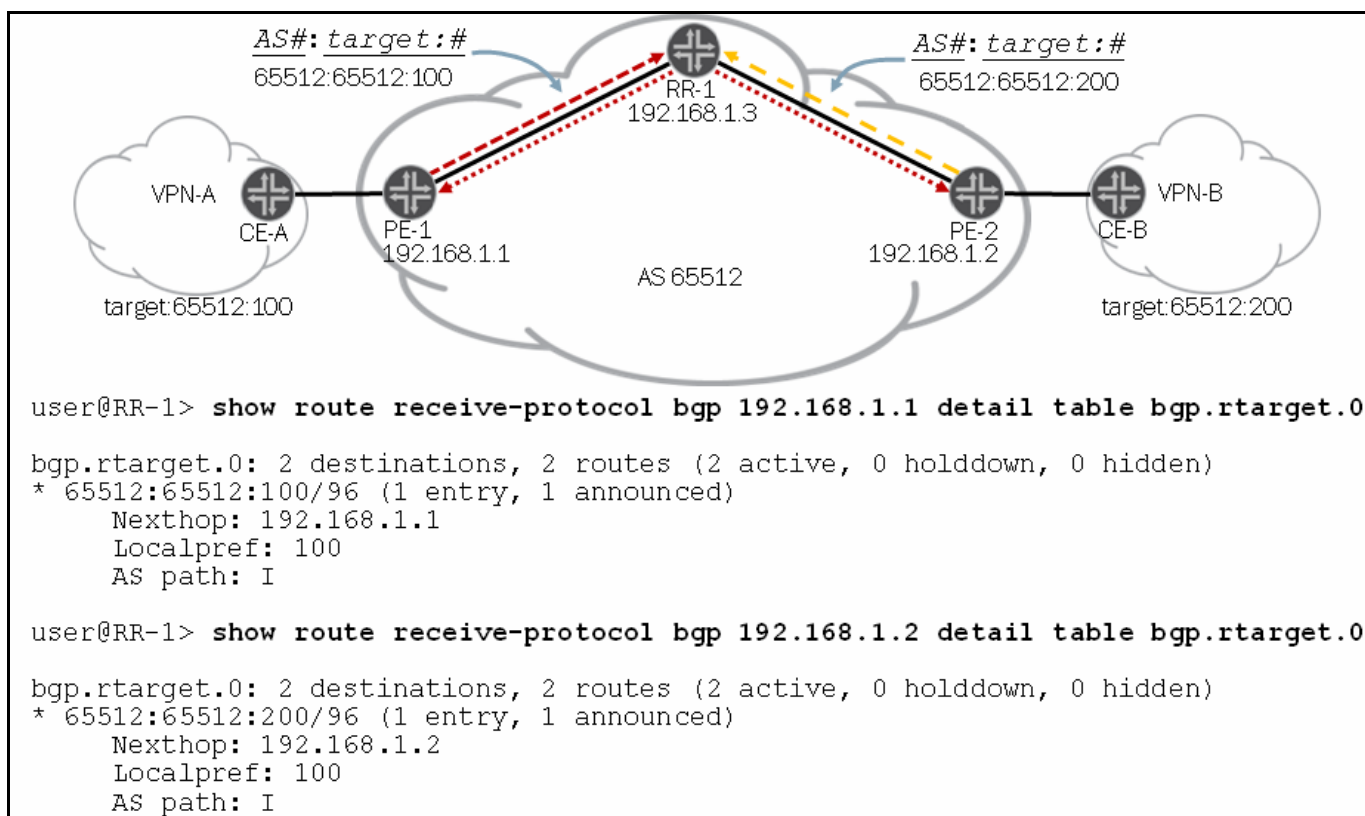 AS#:target:#
65512:65512:100
AS#:target:#
65512:65512:200
RR-1
192.168.1.3
VPN-A
CE-A
PE-1
192.168.1.1
PE-2
192.168.1.2
CE-B
VPN-B
AS 65512
target:65512:100
target:65512:200
user@RR-1> show route receive-protocol bgp 192.168.1.1 detail table bgp.rtarget.0
bgp.rtarget.0: 2 destinations, 2 routes (2 active, 0 holddown, 0 hidden)
* 65512:65512:100/96 (1 entry, 1 announced)
Nexthop: 192.168.1.1
Localpref: 100
AS path: I
user@RR-1> show route receive-protocol bgp 192.168.1.2 detail table bgp.rtarget.0
bgp.rtarget.0: 2 destinations, 2 routes (2 active, 0 holddown, 0 hidden)
* 65512:65512:200/96 (1 entry, 1 announced)
Nexthop: 192.168.1.2
Localpref: 100
AS path: I